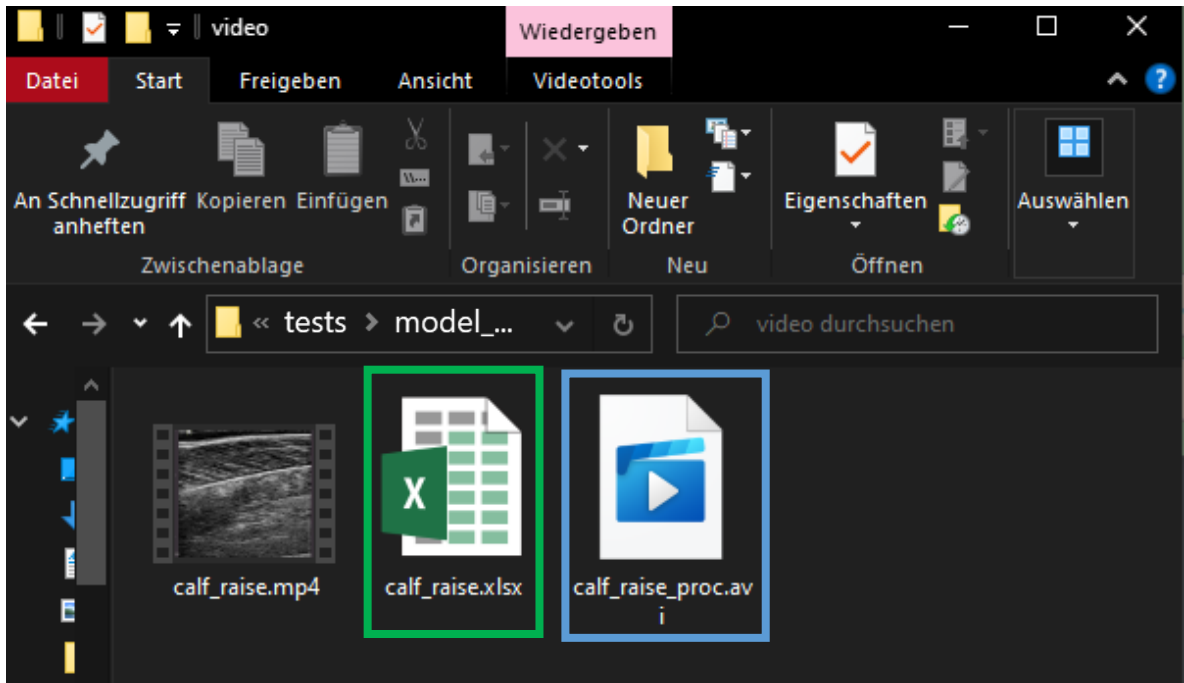 video
Wiedergeben
Datei Start Freigeben Ansicht Videotools
?
An Schnellzugriff anheften
Kopieren
Einfügen
Neuer Ordner
Eigenschaften
Auswählen
Zwischenablage Organisieren Neu Öffnen
« tests > model_... video durchsuchen
X
calf_raise.mp4 calf_raise.xlsx calf_raise_proc.av
i